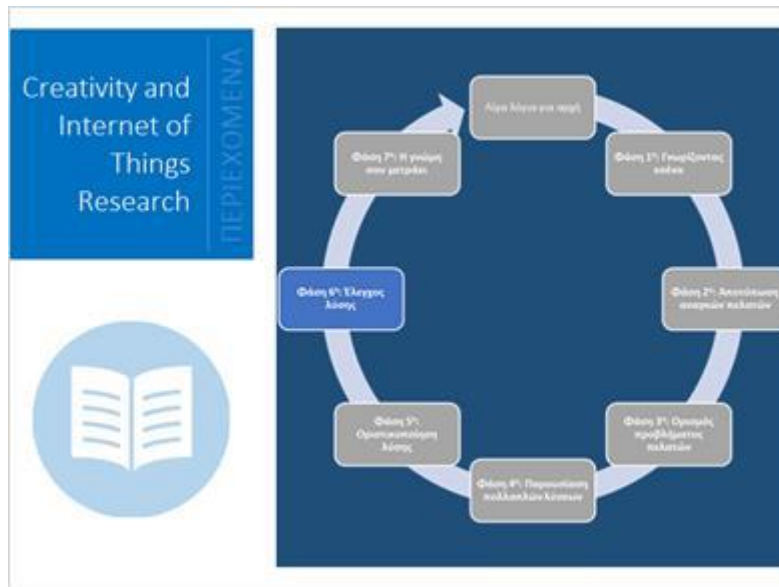 Creativity and
Internet of
Things
Research
ΠΕΡΙΕΧΟΜΕΝΑ
Λίγα λόγια για αρχή
Φάση 1η: Γνωρίζοντας
εσένα
Φάση 2η: Αποτύπωση
αναγκών πελατών
Φάση 3η: Ορισμός
προβλήματος
πελατών
Φάση 4η: Παρουσίαση
πολλαπλών λύσεων
Φάση 5η:
Οριστικοποίηση
λύσης
Φάση 6η: Έλεγχος
λύσης
Φάση 7η: Η γνώμη
σου μετράει